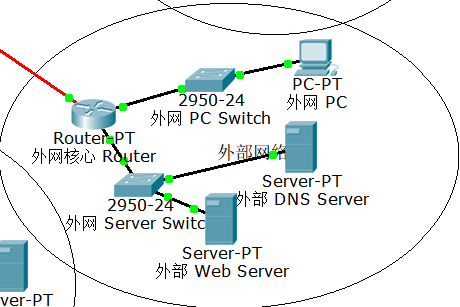 PC-PT
外网 PC
2950-24
外网 PC Switch
Router-PT
外网核心 Router
外部网络
Server-PT
外部 DNS Server
2950-24
外网 Server Switc
Server-PT
外部 Web Server
ver-PT